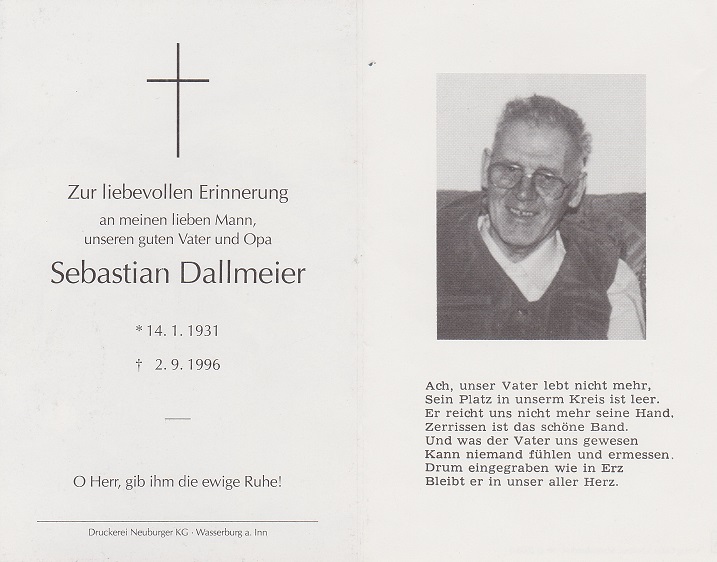 Zur liebevollen Erinnerung
an meinen lieben Mann,
unseren guten Vater und Opa
Sebastian Dallmeier
* 14. 1. 1931
† 2. 9. 1996
O Herr, gib ihm die ewige Ruhe!
Druckerei Neuburger KG · Wasserburg a. Inn
Ach, unser Vater lebt nicht mehr,
Sein Platz in unserm Kreis ist leer.
Er reicht uns nicht mehr seine Hand,
Zerrissen ist das schöne Band.
Und was der Vater uns gewesen
Kann niemand fühlen und ermessen.
Drum eingegraben wie in Erz
Bleibt er in unser aller Herz.